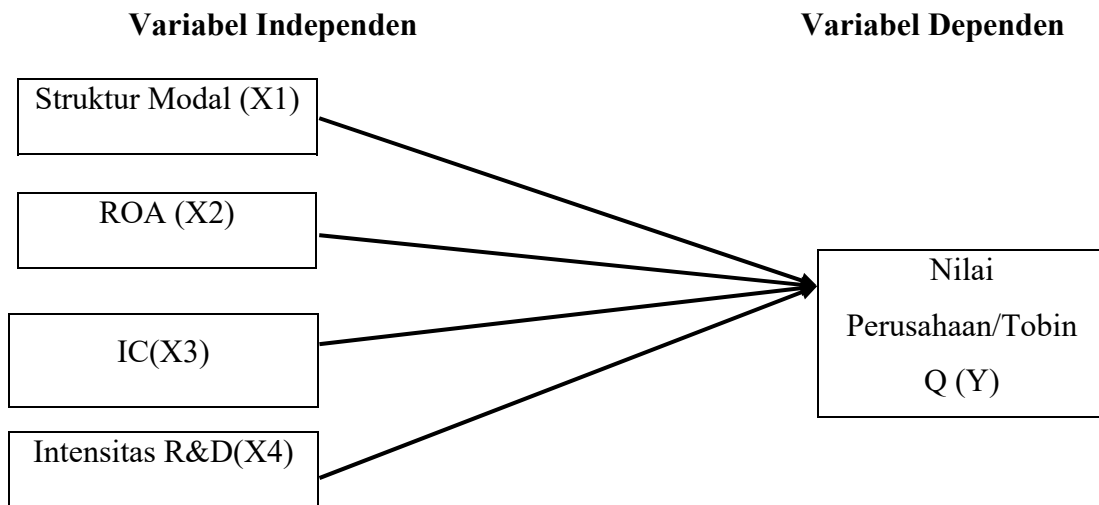 Variabel Independen
Variabel Dependen
Struktur Modal (X1)
ROA (X2)
IC(X3)
Intensitas R&D(X4)
Nilai
Perusahaan/Tobin
Q (Y)